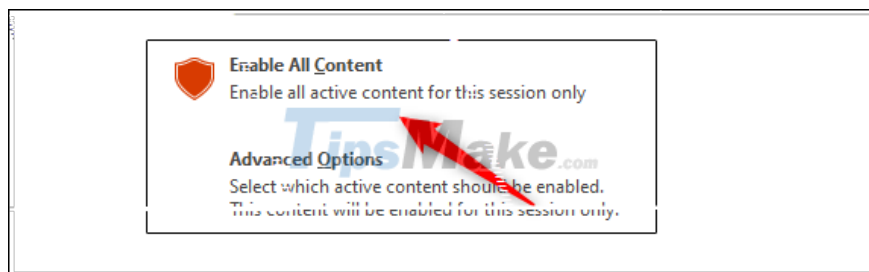 Enable All Content
Enable all active content for this session only
TipsMake.com
Advanced Options
Select which active content should be enabled.
This content will be enabled for this session only.